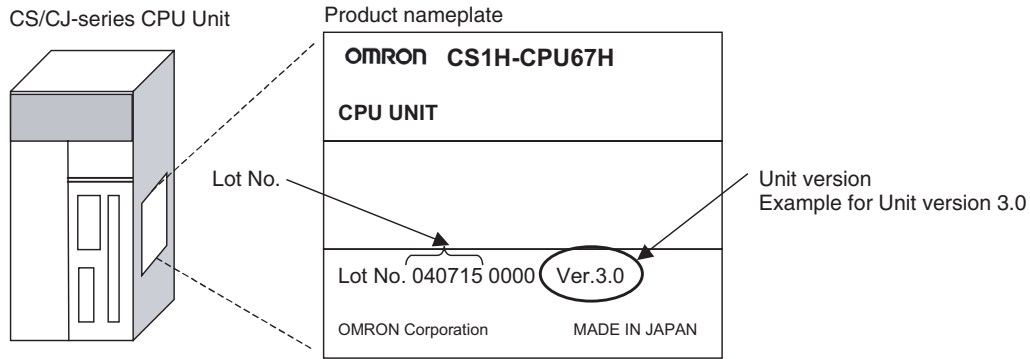 CS/CJ-series CPU Unit
Product nameplate
OMRON CS1H-CPU67H
CPU UNIT
Lot No.
Unit version
Example for Unit version 3.0
Lot No. 040715 0000 Ver.3.0
OMRON Corporation MADE IN JAPAN